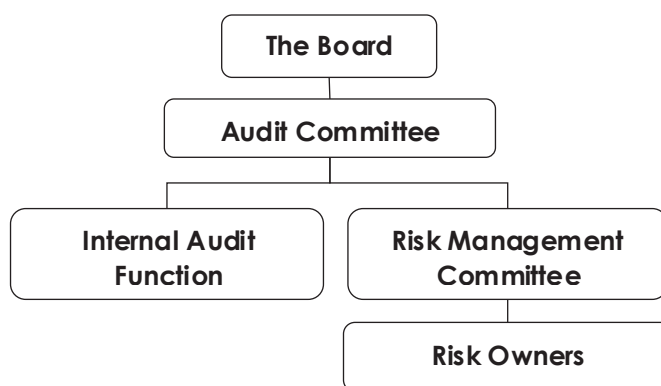 The Board
Audit Committee
Internal Audit
Function
Risk Management
Committee
Risk Owners